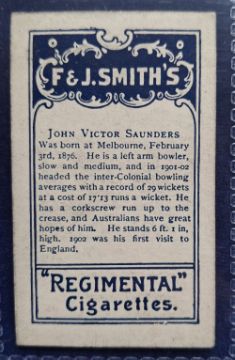 F & J. SMITH'S
JOHN VICTOR SAUNDERS
Was born at Melbourne, February
3rd, 1876. He is a left arm bowler,
slow and medium, and in 1901-02
headed the inter-Colonial bowling
averages with a record of 29 wickets
at a cost of 17'13 runs a wicket. He
has a corkscrew run up to the
crease, and Australians have great
hopes of him. He stands 6 ft. 1 in,
high. 1902 was his first visit to
England.
"REGIMENTAL"
Cigarettes.